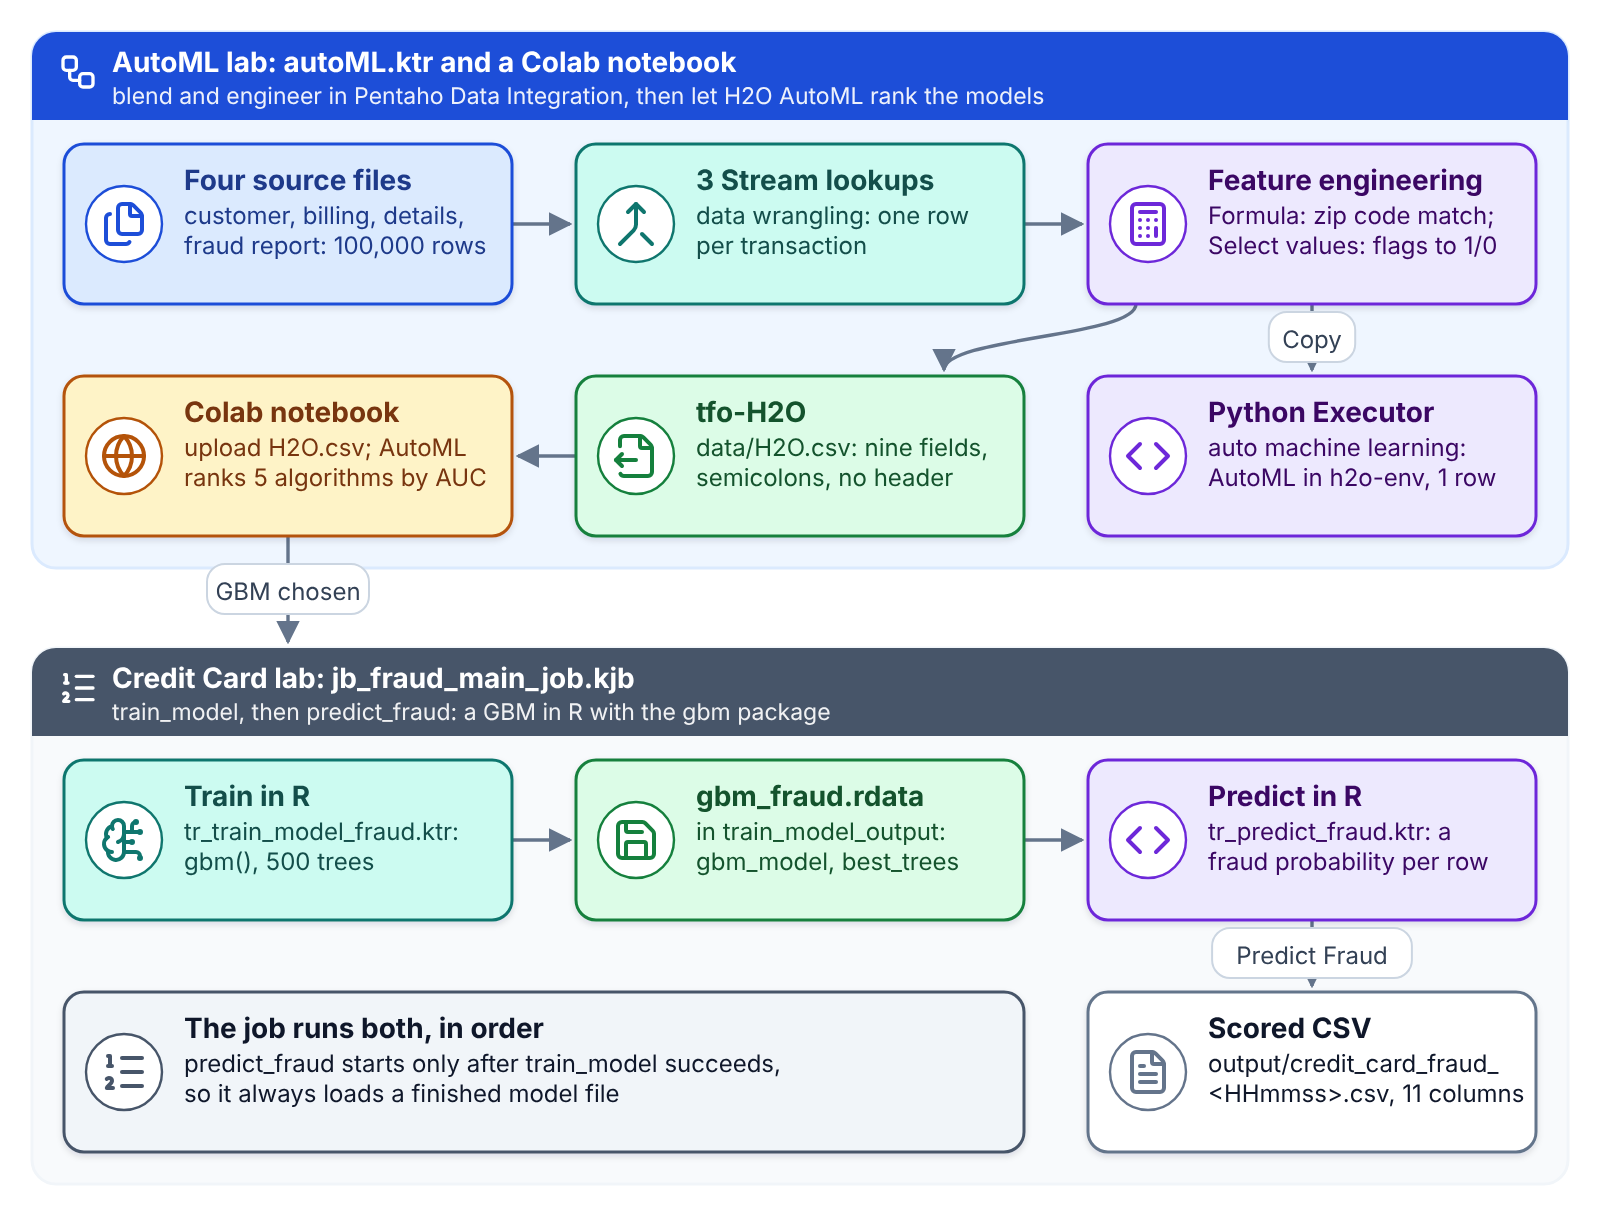 AutoML lab: autoML.ktr and a Colab notebook
blend and engineer in Pentaho Data Integration, then let H2O AutoML rank the models
Four source files
customer, billing, details,
fraud report: 100,000 rows
3 Stream lookups
data wrangling: one row
per transaction
Feature engineering
Formula: zip code match;
Select values: flags to 1/0
Copy
Colab notebook
upload H2O.csv; AutoML
ranks 5 algorithms by AUC
tfo-H2O
data/H2O.csv: nine fields,
semicolons, no header
Python Executor
auto machine learning:
AutoML in h2o-env, 1 row
GBM chosen
Credit Card lab: jb_fraud_main_job.kjb
train_model, then predict_fraud: a GBM in R with the gbm package
Train in R
tr_train_model_fraud.ktr:
gbm(), 500 trees
gbm_fraud.rdata
in train_model_output:
gbm_model, best_trees
Predict in R
tr_predict_fraud.ktr: a
fraud probability per row
Predict Fraud
The job runs both, in order
predict_fraud starts only after train_model succeeds,
so it always loads a finished model file
Scored CSV
output/credit_card_fraud_
<HHmmss>.csv, 11 columns